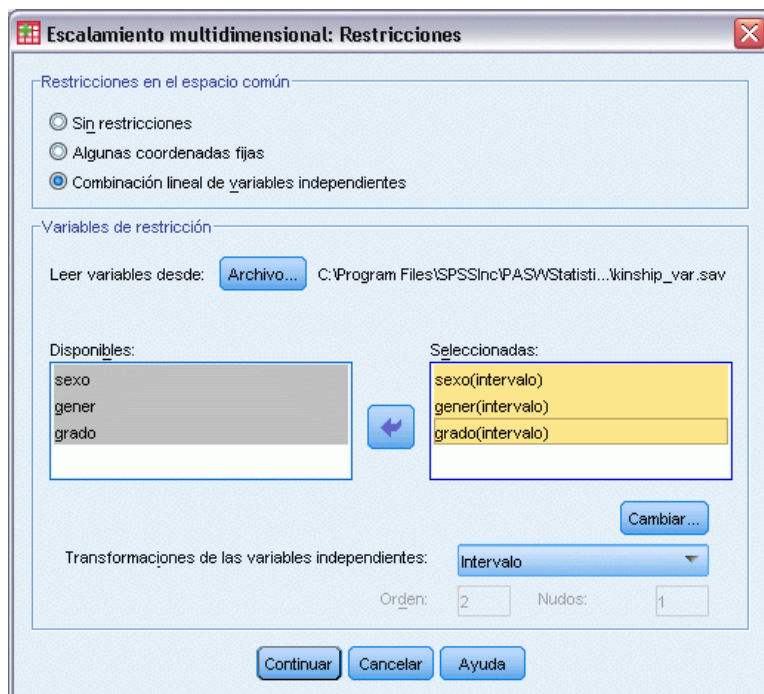 Escalamiento multidimensional: Restricciones
Restricciones en el espacio común
Sin restricciones
Algunas coordenadas fijas
Combinación lineal de variables independientes
Variables de restricción
Leer variables desde: Archivo... C:\Program Files\SPSSInc\PASWStatisti...\kinship_var.sav
Disponibles: Seleccionadas:
sexo sexo(intervalo)
gener gener(intervalo)
grado grado(intervalo)
Cambiar...
Transformaciones de las variables independientes: Intervalo
Orden: 2 Nudos: 1
Continuar Cancelar Ayuda